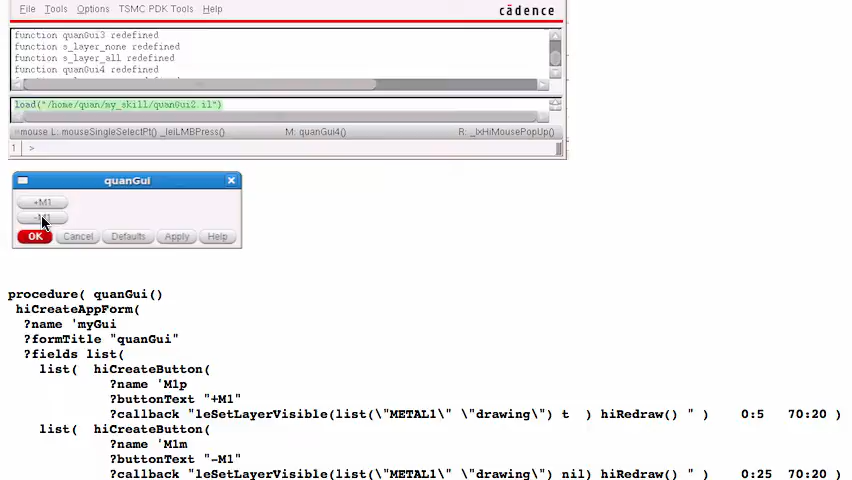 File Tools Options TSMC PDK Tools Help cādence
function quanGui3 redefined
function s_layer_none redefined
function s_layer_all redefined
function quanGui4 redefined
load("/home/quan/my_skill/quanGui2.il")
mouse L: mouseSingleSelectPt() _leiLMBPress() M: quanGui4() R: _lxHiMousePopUp()
1 >
quanGui
+M1
-M1
OK Cancel Defaults Apply Help
procedure( quanGui()
hiCreateAppForm(
?name 'myGui
?formTitle "quanGui"
?fields list(
list( hiCreateButton(
?name 'M1p
?buttonText "+M1"
?callback "leSetLayerVisible(list(\"METAL1\" \"drawing\") t ) hiRedraw() " ) 0:5 70:20 )
list( hiCreateButton(
?name 'M1m
?buttonText "-M1"
?callback "leSetLayerVisible(list(\"METAL1\" \"drawing\") nil) hiRedraw() " ) 0:25 70:20 )